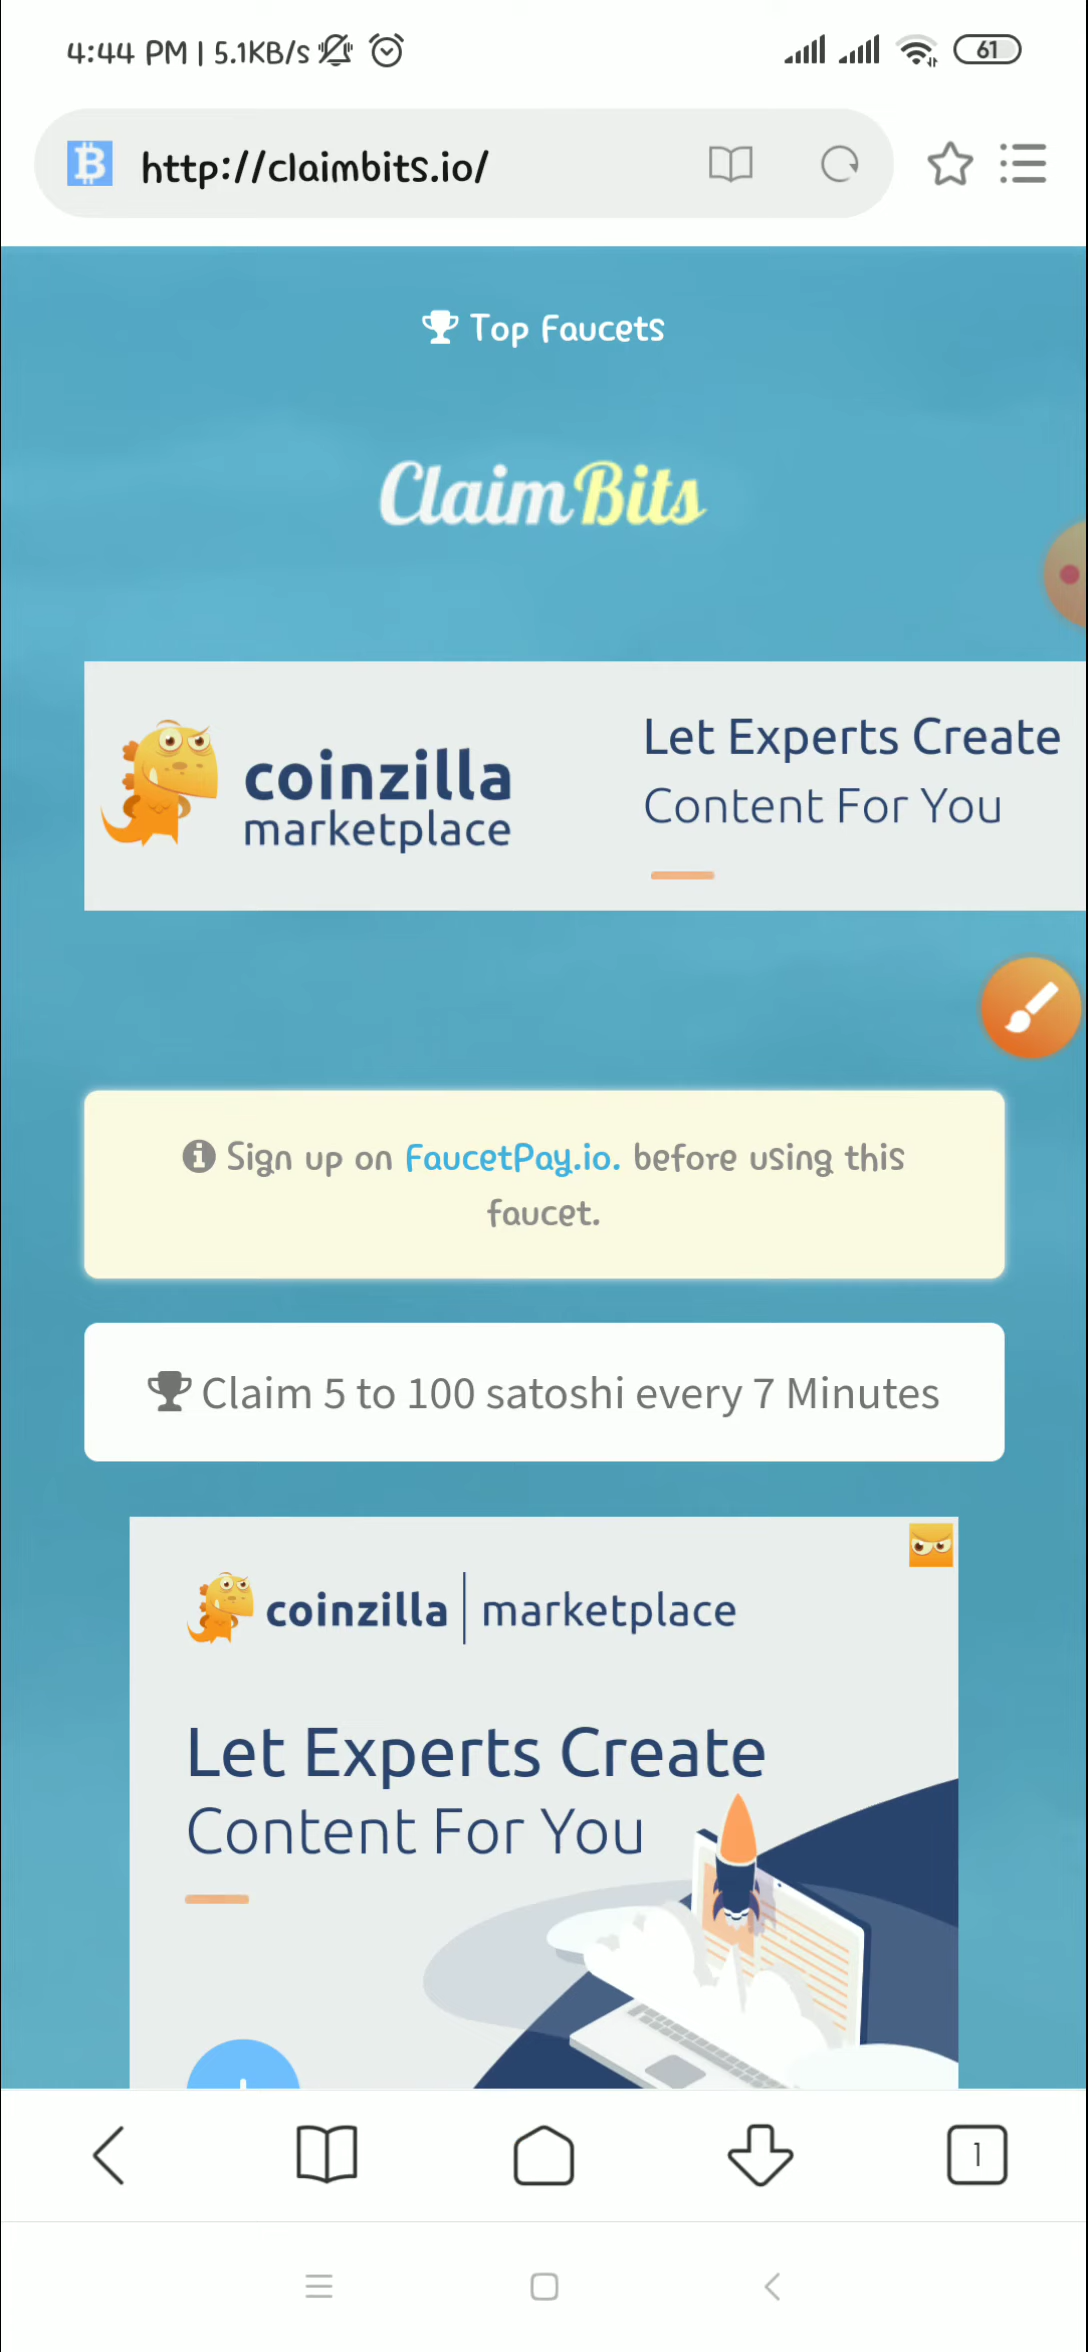 4:44 PM | 5.1KB/s
61
http://claimbits.io/
Top Faucets
ClaimBits
coinzilla
marketplace
Let Experts Create
Content For You
Sign up on FaucetPay.io. before using this
faucet.
Claim 5 to 100 satoshi every 7 Minutes
coinzilla | marketplace
Let Experts Create
Content For You
1